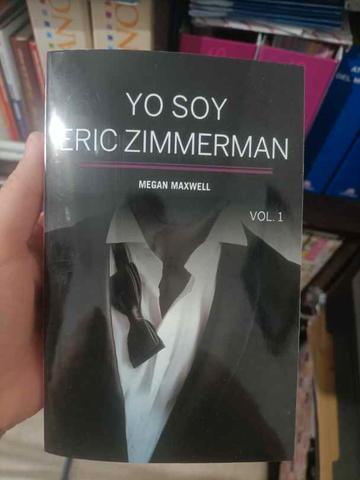 YO SOY
ERIC ZIMMERMAN
MEGAN MAXWELL
VOL. 1